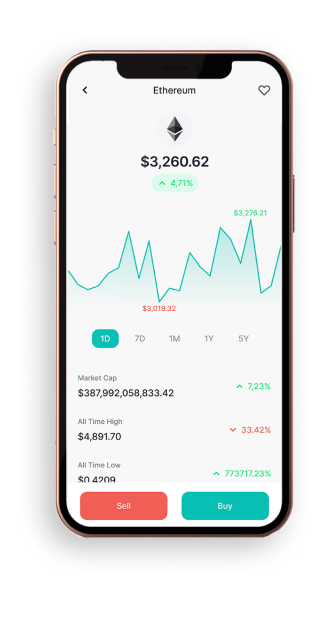 Ethereum
$3,260.62
4,71%
$3,276.21
$3,019.32
1D 7D 1M 1Y 5Y
Market Cap
$387,992,058,833.42
7,23%
All Time High
$4,891.70
33.42%
All Time Low
$0.4209
773717.23%
Sell Buy